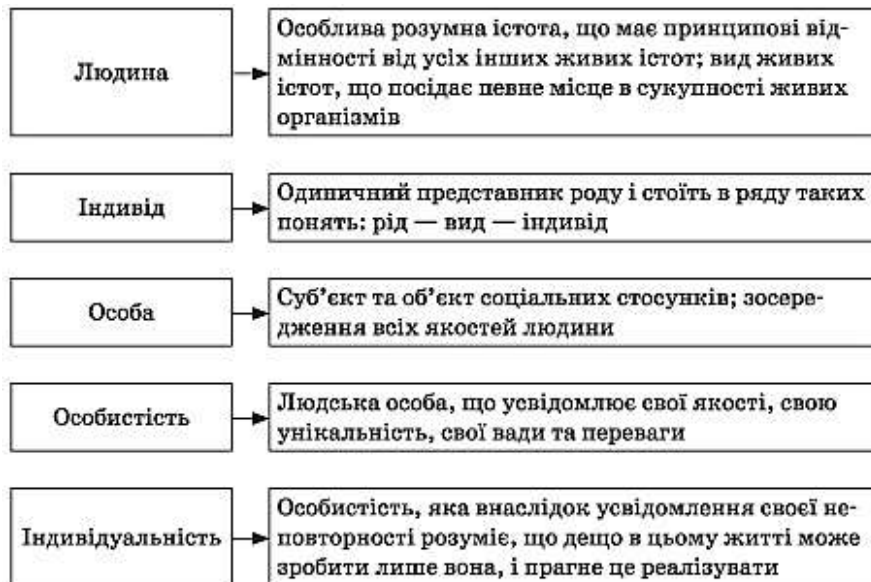 Людина
Особлива розумна істота, що має принципові від-
мінності від усіх інших живих істот; вид живих
істот, що посідає певне місце в сукупності живих
організмів
Індивід
Одиничний представник роду і стоїть в ряду таких
понять: рід — вид — індивід
Особа
Суб’єкт та об’єкт соціальних стосунків; зосере-
дження всіх якостей людини
Особистість
Людська особа, що усвідомлює свої якості, свою
унікальність, свої вади та переваги
Індивідуальність
Особистість, яка внаслідок усвідомлення своєї не-
повторності розуміє, що дещо в цьому житті може
зробити лише вона, і прагне це реалізувати